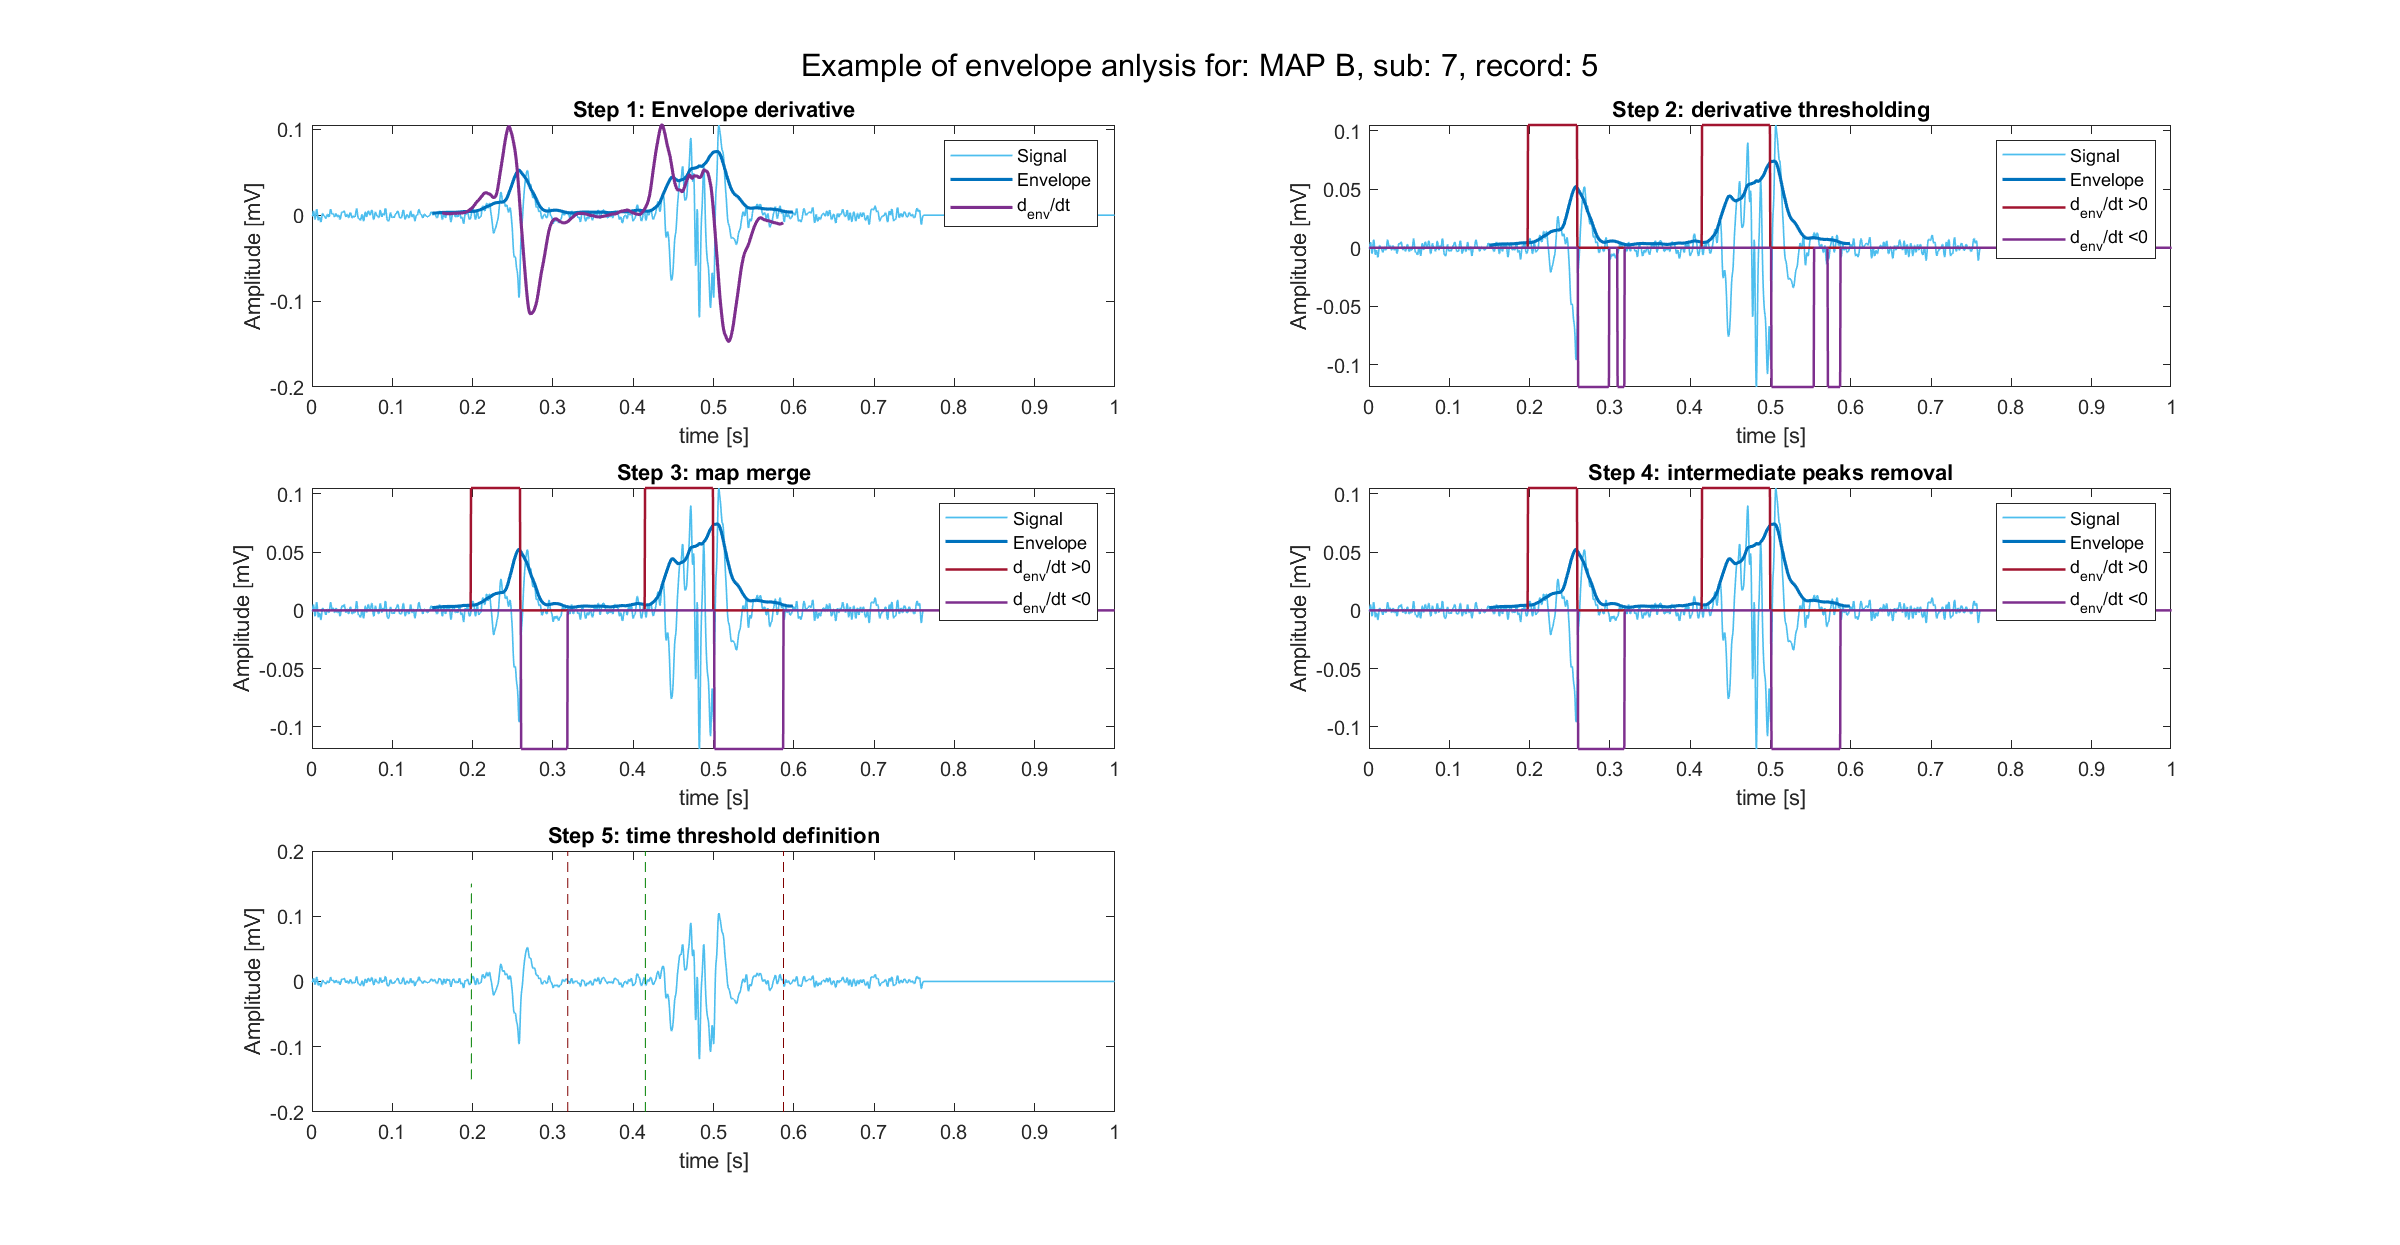 Example of envelope anlysis for: MAP B, sub: 7, record: 5
Step 1: Envelope derivative
0.1
0
-0.1
-0.2
Amplitude [mV]
Signal
Envelope
d_env/dt
0 0.1 0.2 0.3 0.4 0.5 0.6 0.7 0.8 0.9 1
time [s]
Step 2: derivative thresholding
0.1
0.05
0
-0.05
-0.1
Amplitude [mV]
Signal
Envelope
d_env/dt >0
d_env/dt <0
0 0.1 0.2 0.3 0.4 0.5 0.6 0.7 0.8 0.9 1
time [s]
Step 3: map merge
0.1
0.05
0
-0.05
-0.1
Amplitude [mV]
Signal
Envelope
d_env/dt >0
d_env/dt <0
0 0.1 0.2 0.3 0.4 0.5 0.6 0.7 0.8 0.9 1
time [s]
Step 4: intermediate peaks removal
0.1
0.05
0
-0.05
-0.1
Amplitude [mV]
Signal
Envelope
d_env/dt >0
d_env/dt <0
0 0.1 0.2 0.3 0.4 0.5 0.6 0.7 0.8 0.9 1
time [s]
Step 5: time threshold definition
0.2
0.1
0
-0.1
-0.2
Amplitude [mV]
0 0.1 0.2 0.3 0.4 0.5 0.6 0.7 0.8 0.9 1
time [s]